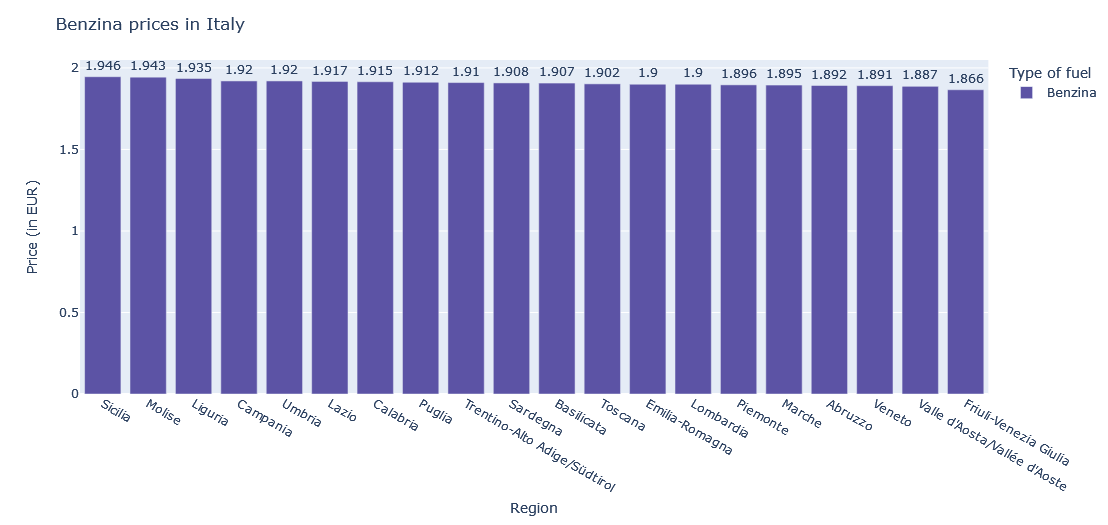 Benzina prices in Italy
Type of fuel
Benzina
Price (in EUR)
2
1.5
1
0.5
0
1.946 1.943 1.935 1.92 1.92 1.917 1.915 1.912 1.91 1.908 1.907 1.902 1.9 1.9 1.896 1.895 1.892 1.891 1.887 1.866
Sicilia
Molise
Liguria
Campania
Umbria
Lazio
Calabria
Puglia
Trentino-Alto Adige/Südtirol
Sardegna
Basilicata
Toscana
Emilia-Romagna
Lombardia
Piemonte
Marche
Abruzzo
Veneto
Valle d'Aosta/Vallée d'Aoste
Friuli-Venezia Giulia
Region